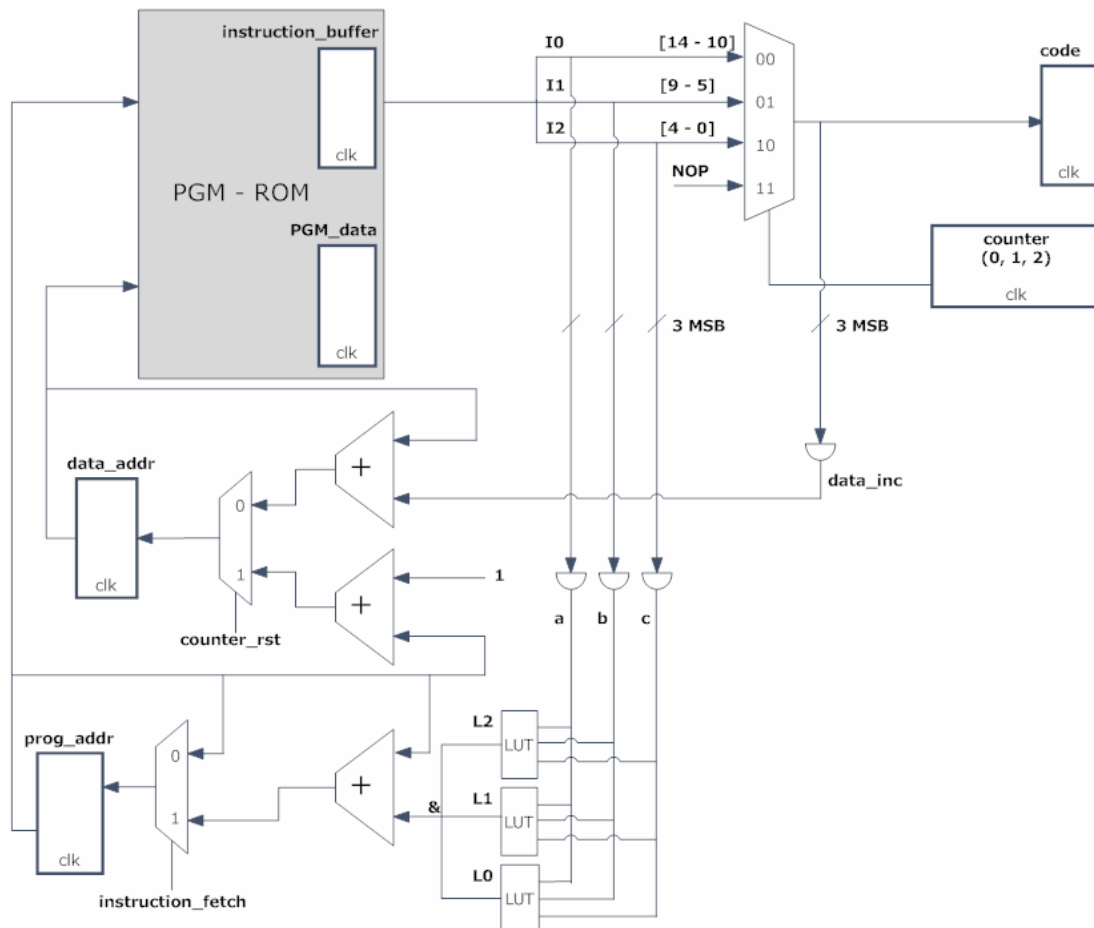 instruction_buffer
clk
PGM - ROM
PGM_data
clk
I0
[14 - 10]
I1
[9 - 5]
I2
[4 - 0]
NOP
00
01
10
11
code
clk
counter
(0, 1, 2)
clk
3 MSB
3 MSB
data_inc
data_addr
clk
0
1
+
+
1
counter_rst
a
b
c
prog_addr
clk
0
1
+
&
instruction_fetch
L2
LUT
L1
LUT
L0
LUT